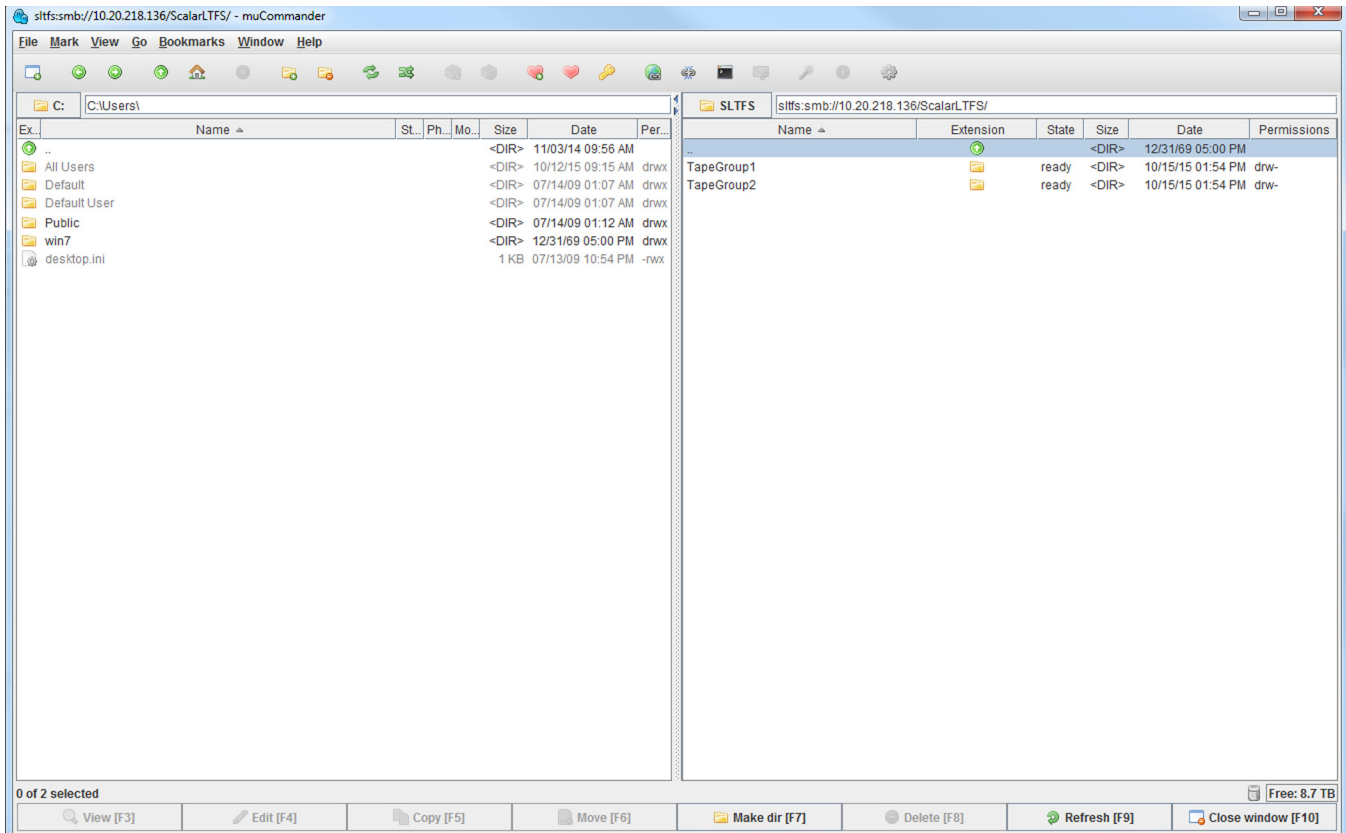 sltfs:smb://10.20.218.136/ScalarLTFS/ - muCommander
File Mark View Go Bookmarks Window Help
C: C:\Users\
SLTFS sltfs:smb://10.20.218.136/ScalarLTFS/
Ex... Name St... Ph... Mo... Size Date Per...
.. <DIR> 11/03/14 09:56 AM
All Users <DIR> 10/12/15 09:15 AM drwx
Default <DIR> 07/14/09 01:07 AM drwx
Default User <DIR> 07/14/09 01:07 AM drwx
Public <DIR> 07/14/09 01:12 AM drwx
win7 <DIR> 12/31/69 05:00 PM drwx
desktop.ini 1 KB 07/13/09 10:54 PM -rwx
Name Extension State Size Date Permissions
.. <DIR> 12/31/69 05:00 PM
TapeGroup1 ready <DIR> 10/15/15 01:54 PM drw-
TapeGroup2 ready <DIR> 10/15/15 01:54 PM drw-
0 of 2 selected Free: 8.7 TB
View [F3] Edit [F4] Copy [F5] Move [F6] Make dir [F7] Delete [F8] Refresh [F9] Close window [F10]